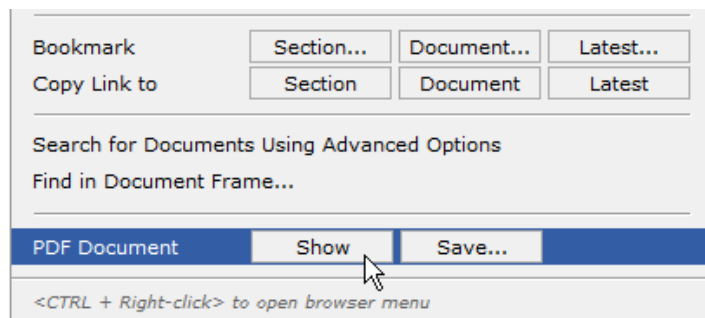 Bookmark Section... Document... Latest...
Copy Link to Section Document Latest
Search for Documents Using Advanced Options
Find in Document Frame...
PDF Document Show Save...
<CTRL + Right-click> to open browser menu